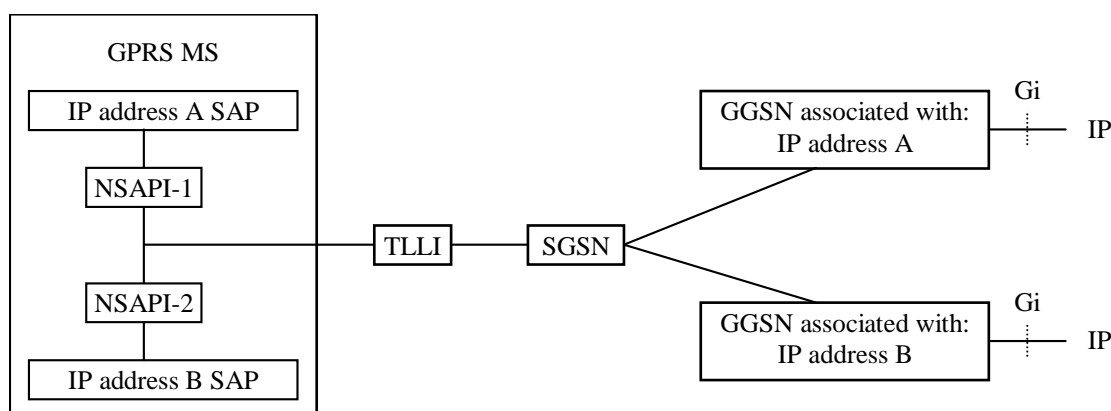 GPRS MS
IP address A SAP
NSAPI-1
NSAPI-2
IP address B SAP
TLLI
SGSN
GGSN associated with:
IP address A
Gi
IP
GGSN associated with:
IP address B
Gi
IP